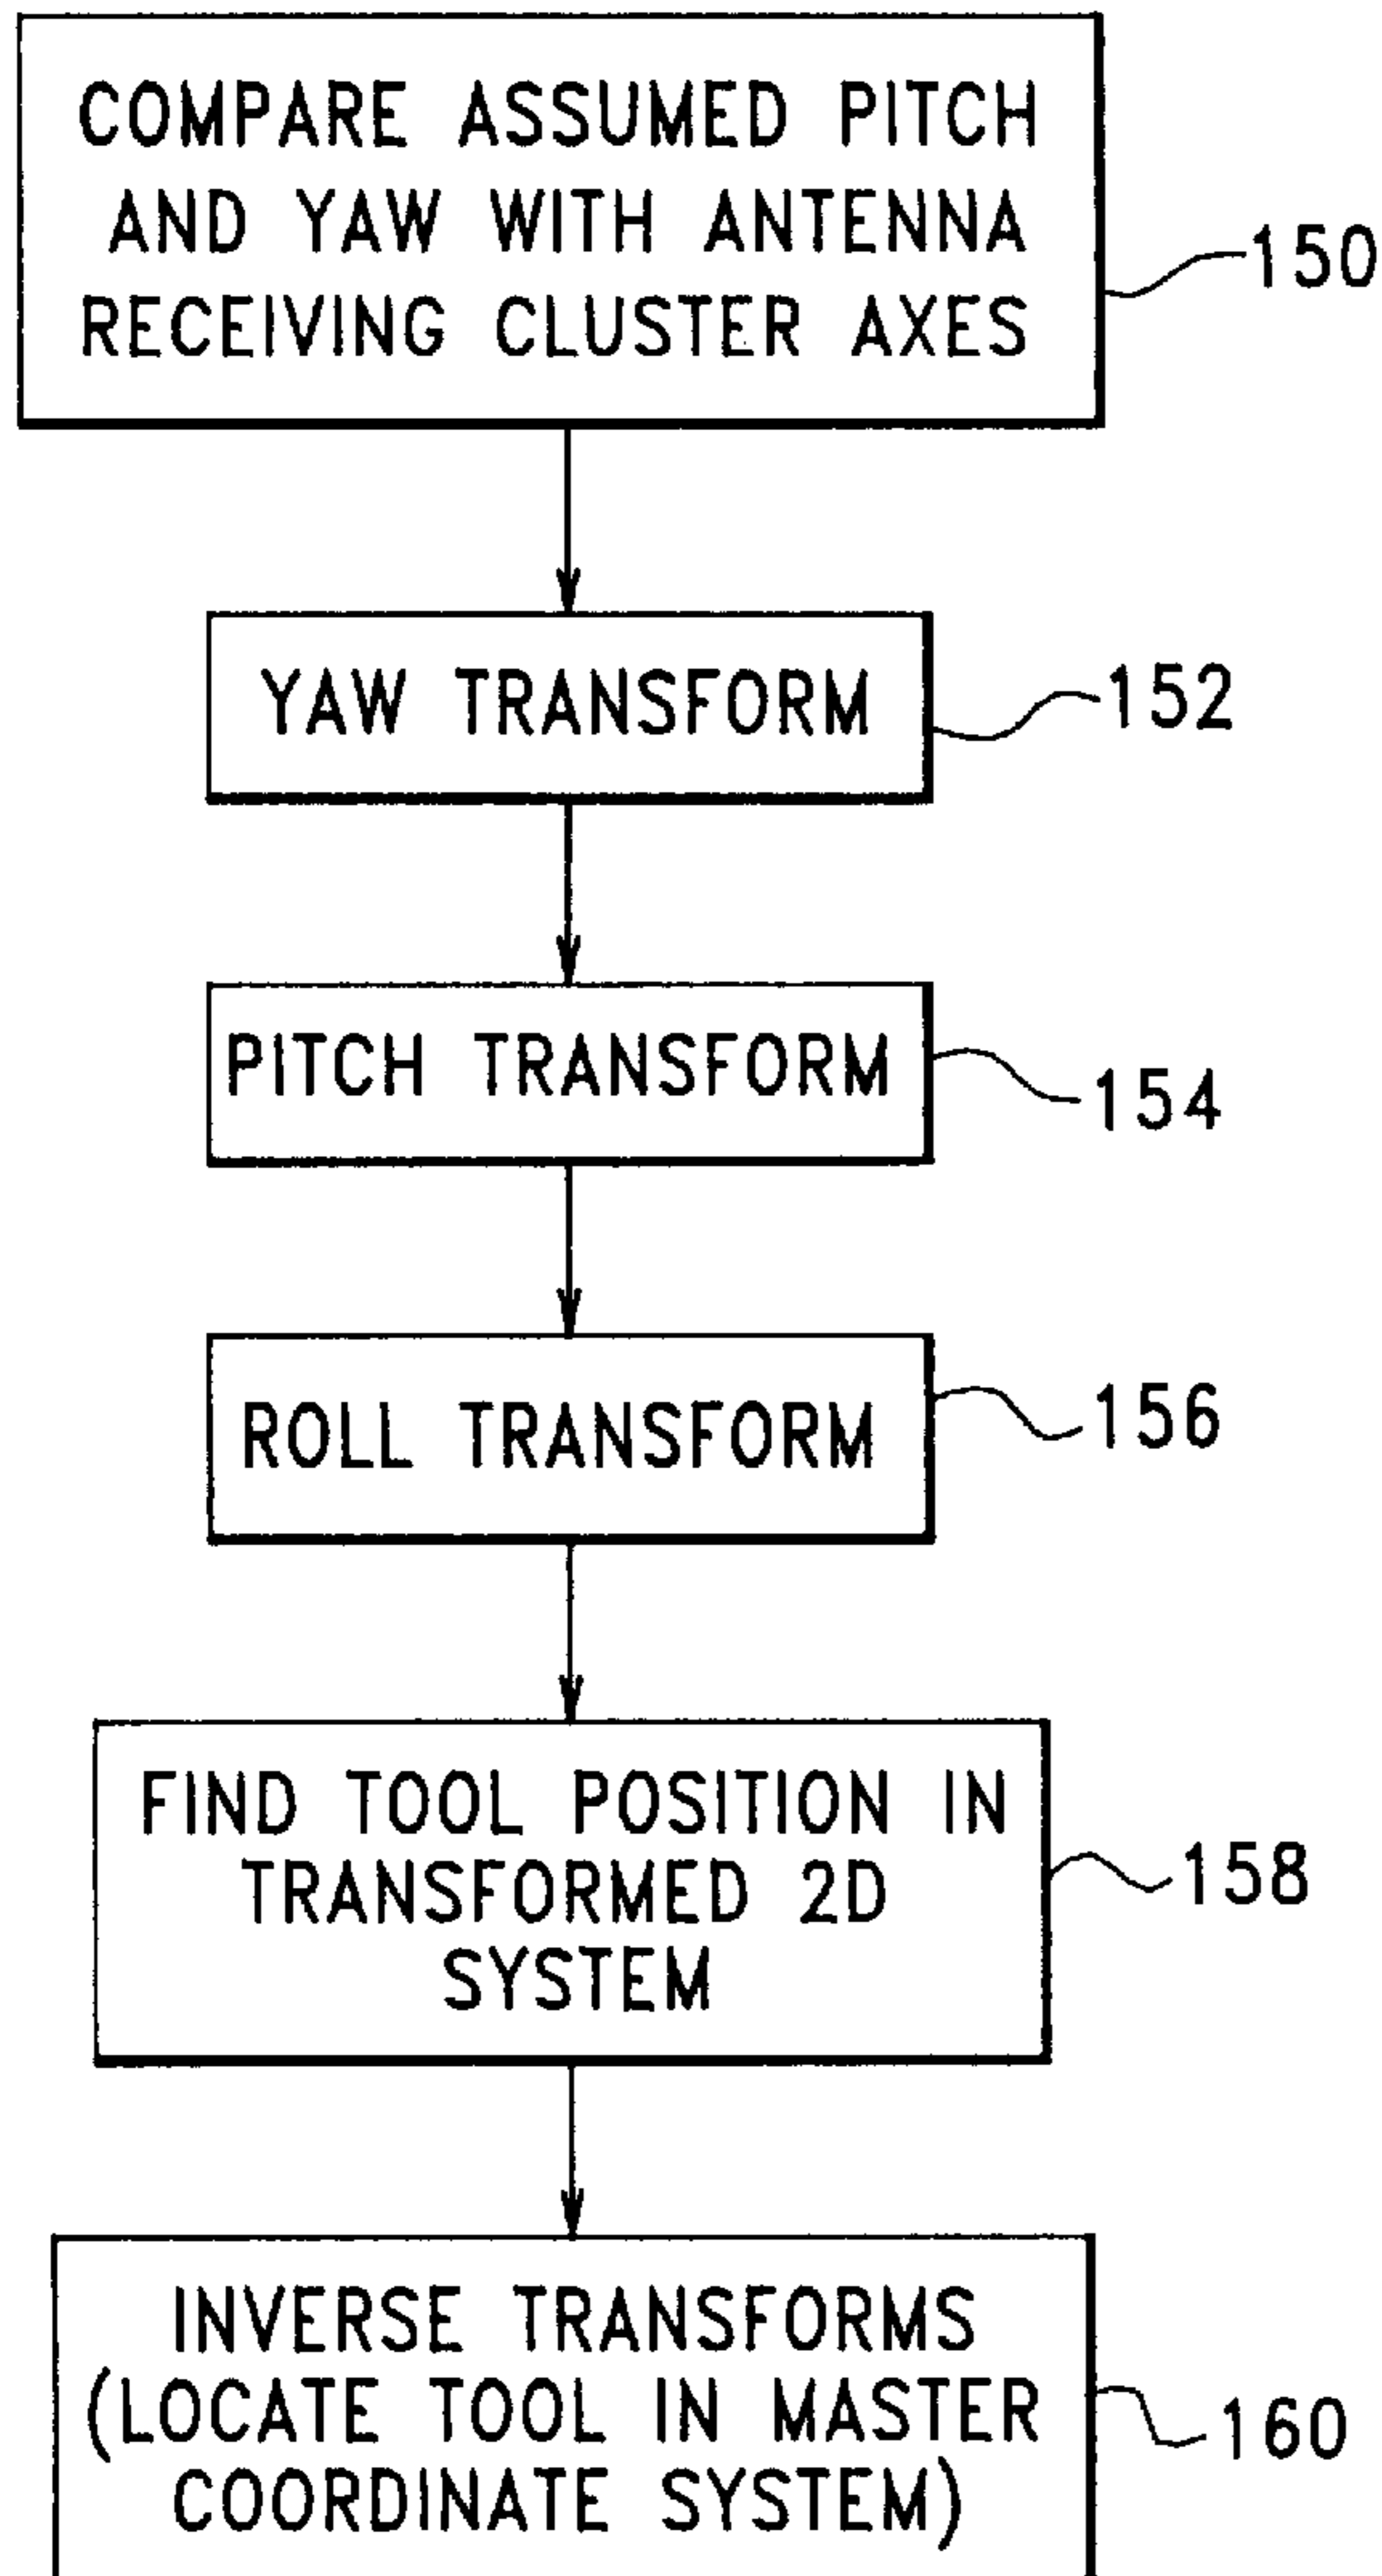 COMPARE ASSUMED PITCH
AND YAW WITH ANTENNA
RECEIVING CLUSTER AXES
150
YAW TRANSFORM
152
PITCH TRANSFORM
154
ROLL TRANSFORM
156
FIND TOOL POSITION IN
TRANSFORMED 2D
SYSTEM
158
INVERSE TRANSFORMS
(LOCATE TOOL IN MASTER
COORDINATE SYSTEM)
160